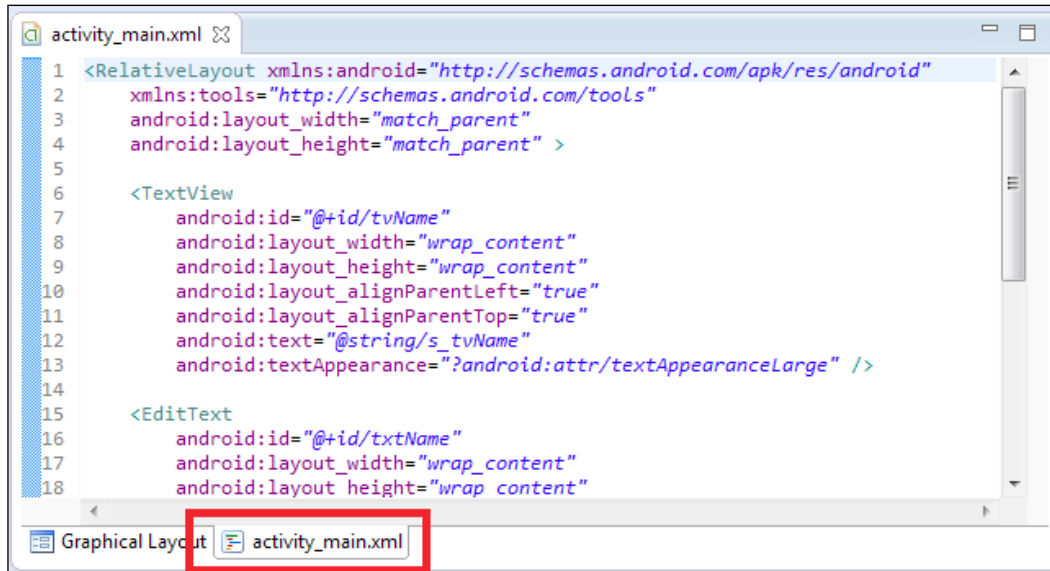 activity_main.xml
1 <RelativeLayout xmlns:android="http://schemas.android.com/apk/res/android"
2     xmlns:tools="http://schemas.android.com/tools"
3     android:layout_width="match_parent"
4     android:layout_height="match_parent" >
5
6     <TextView
7         android:id="@+id/tvName"
8         android:layout_width="wrap_content"
9         android:layout_height="wrap_content"
10         android:layout_alignParentLeft="true"
11         android:layout_alignParentTop="true"
12         android:text="@string/s_tvName"
13         android:textAppearance="?android:attr/textAppearanceLarge" />
14
15     <EditText
16         android:id="@+id/txtName"
17         android:layout_width="wrap_content"
18         android:layout_height="wrap_content"
Graphical Layout activity_main.xml